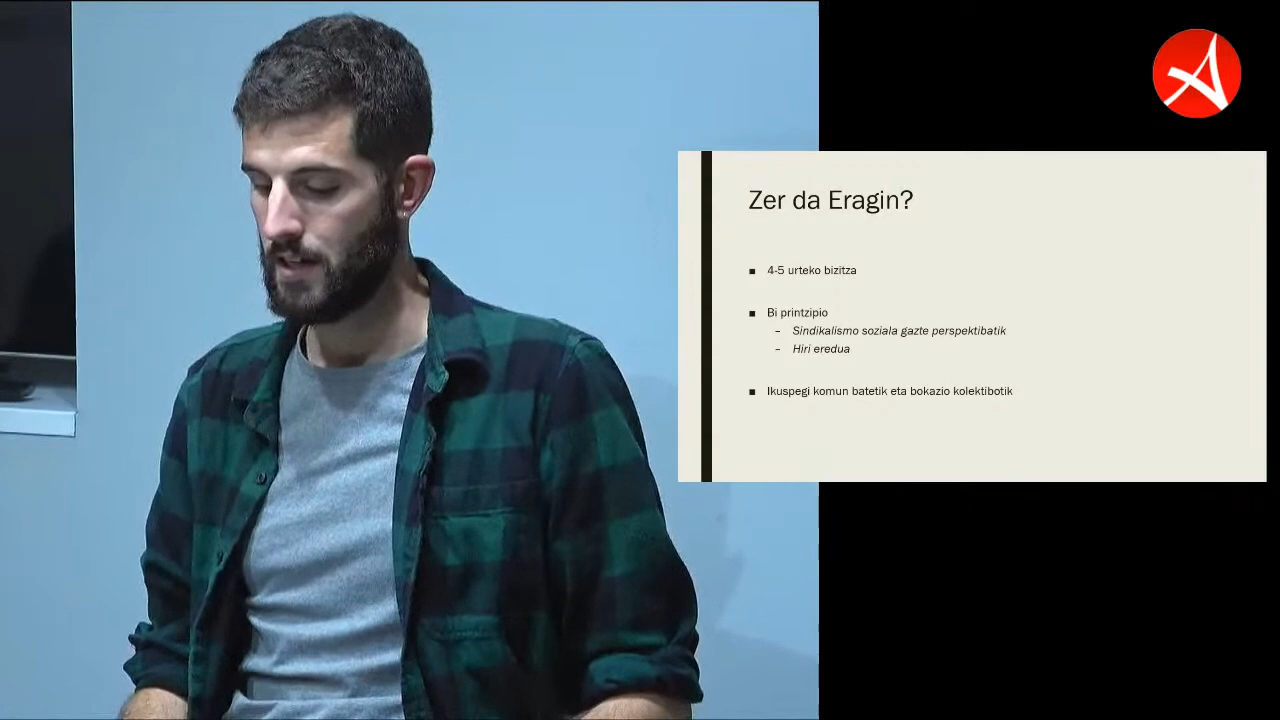 Zer da Eragin?
4-5 urteko bizitza
Bi printzipio
– Sindikalismo soziala gazte perspektibatik
– Hiri eredua
Ikuspegi komun batetik eta bokazio kolektibotik